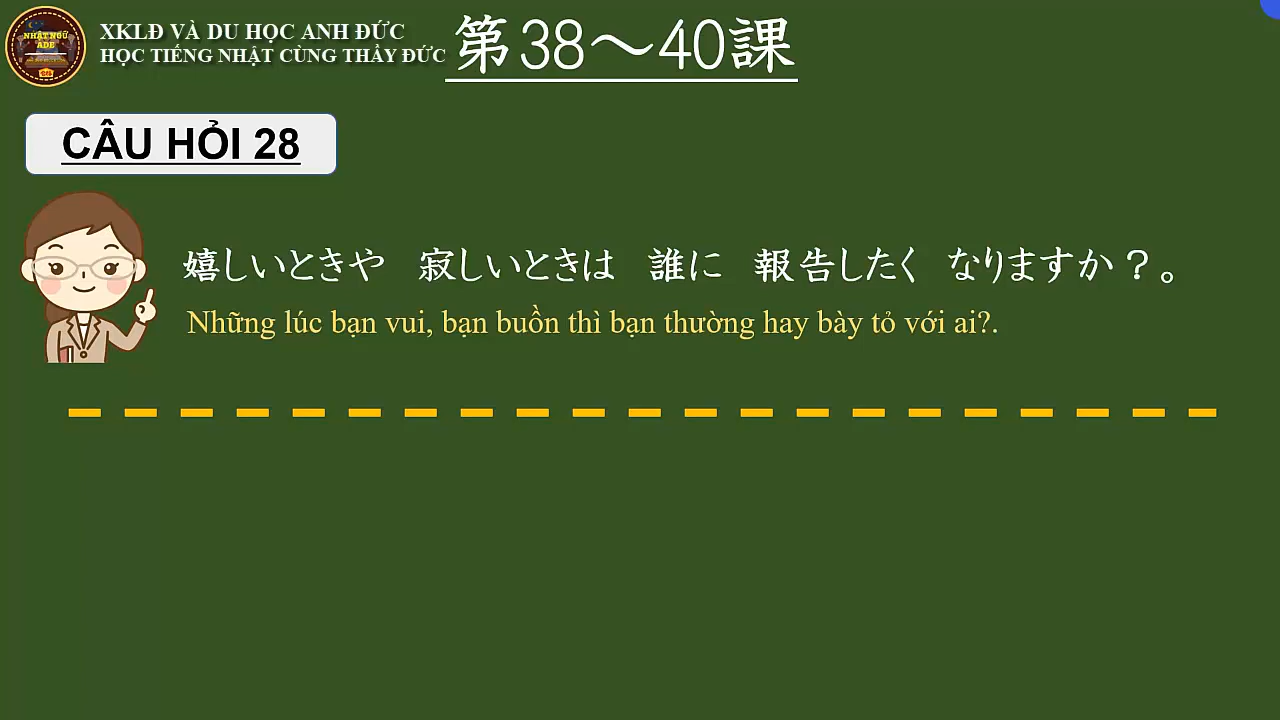 NHẬT NGỮ
ADE
XKLĐ VÀ DU HỌC ANH ĐỨC
HỌC TIẾNG NHẬT CÙNG THẦY ĐỨC
第38～40課
CÂU HỎI 28
嬉しいときや 寂しいときは 誰に 報告したく なりますか？。
Những lúc bạn vui, bạn buồn thì bạn thường hay bày tỏ với ai?.